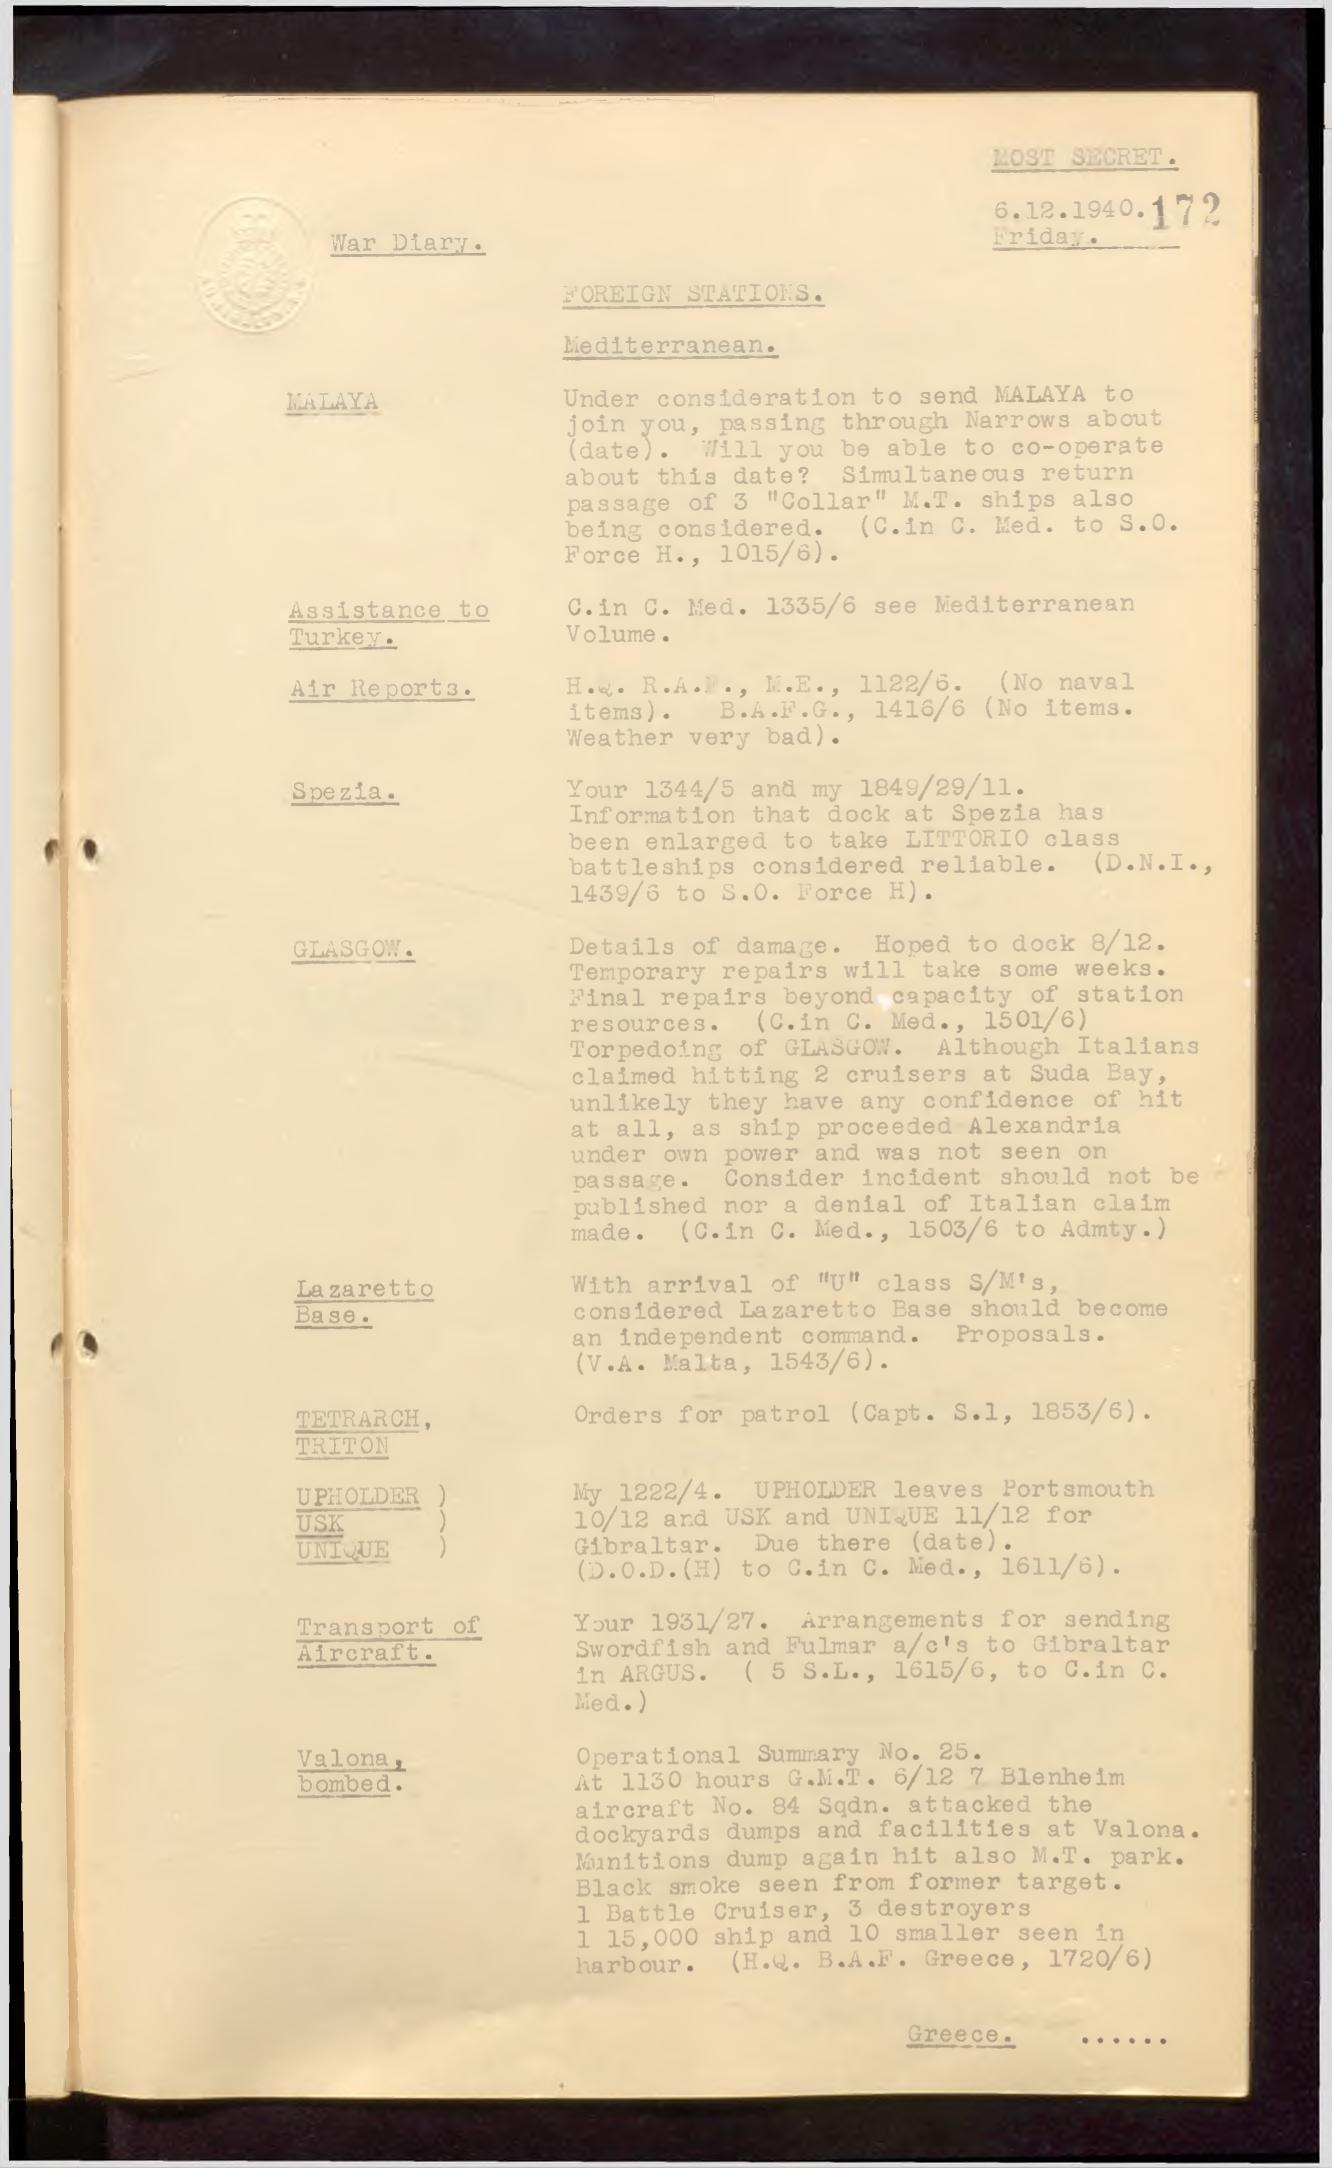 MOST SECRET.
6.12.1940. 172
Friday.
War Diary.
FOREIGN STATIONS.
Mediterranean.
MALAYA
Under consideration to send MALAYA to
join you, passing through Narrows about
(date). Will you be able to co-operate
about this date? Simultaneous return
passage of 3 "Collar" M.T. ships also
being considered. (C.in C. Med. to S.O.
Force H., 1015/6).
Assistance to
Turkey.
C.in C. Med. 1335/6 see Mediterranean
Volume.
Air Reports.
H.Q. R.A.F., M.E., 1122/6. (No naval
items). B.A.F.G., 1416/6 (No items.
Weather very bad).
Spezia.
Your 1344/5 and my 1849/29/11.
Information that dock at Spezia has
been enlarged to take LITTORIO class
battleships considered reliable. (D.N.I.,
1439/6 to S.O. Force H).
GLASGOW.
Details of damage. Hoped to dock 8/12.
Temporary repairs will take some weeks.
Final repairs beyond capacity of station
resources. (C.in C. Med., 1501/6)
Torpedoing of GLASGOW. Although Italians
claimed hitting 2 cruisers at Suda Bay,
unlikely they have any confidence of hit
at all, as ship proceeded Alexandria
under own power and was not seen on
passage. Consider incident should not be
published nor a denial of Italian claim
made. (C.in C. Med., 1503/6 to Admty.)
Lazaretto
Base.
With arrival of "U" class S/M's,
considered Lazaretto Base should become
an independent command. Proposals.
(V.A. Malta, 1543/6).
TETRARCH,
TRITON
Orders for patrol (Capt. S.1, 1853/6).
UPHOLDER )
USK )
UNIQUE )
My 1222/4. UPHOLDER leaves Portsmouth
10/12 and USK and UNIQUE 11/12 for
Gibraltar. Due there (date).
(D.O.D.(H) to C.in C. Med., 1611/6).
Transport of
Aircraft.
Your 1931/27. Arrangements for sending
Swordfish and Fulmar a/c's to Gibraltar
in ARGUS. ( 5 S.L., 1615/6, to C.in C.
Med.)
Valona,
bombed.
Operational Summary No. 25.
At 1130 hours G.M.T. 6/12 7 Blenheim
aircraft No. 84 Sqdn. attacked the
dockyards dumps and facilities at Valona.
Munitions dump again hit also M.T. park.
Black smoke seen from former target.
1 Battle Cruiser, 3 destroyers
1 15,000 ship and 10 smaller seen in
harbour. (H.Q. B.A.F. Greece, 1720/6)
Greece. ......